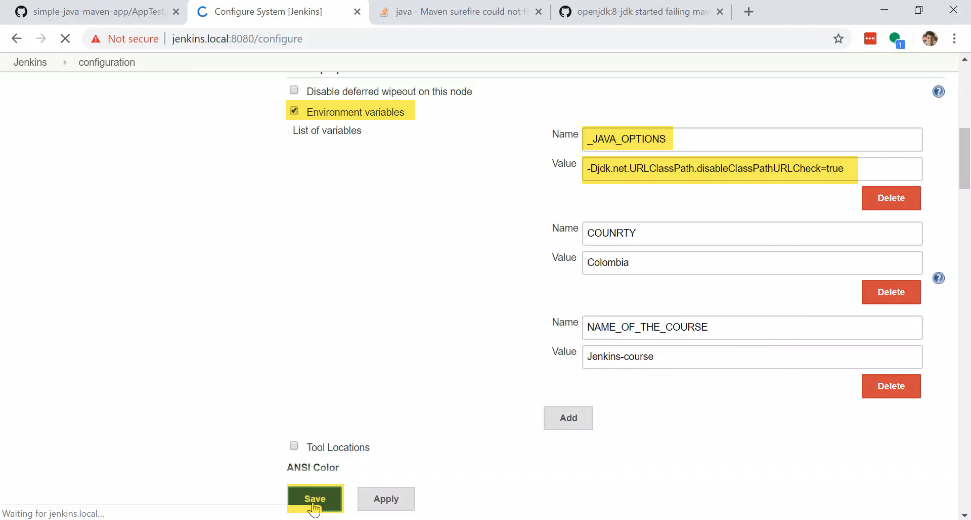 simple-java-maven-app/AppTest
Configure System [Jenkins]
java - Maven surefire could not f
openjdk:8-jdk started failing mav
Not secure
jenkins.local:8080/configure
1
Jenkins
configuration
Disable deferred wipeout on this node
Environment variables
List of variables
Name
_JAVA_OPTIONS
Value
-Djdk.net.URLClassPath.disableClassPathURLCheck=true
Delete
Name
COUNRTY
Value
Colombia
Delete
Name
NAME_OF_THE_COURSE
Value
Jenkins-course
Delete
Add
Tool Locations
ANSI Color
Save
Apply
Waiting for jenkins.local...